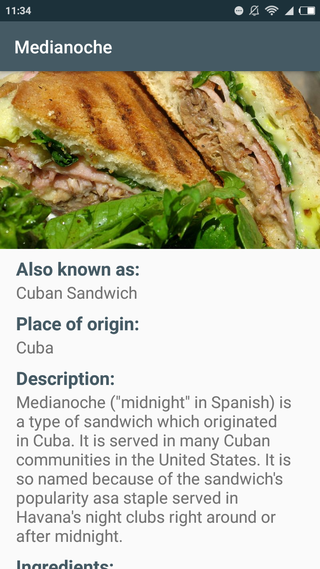 11:34
Medianoche
Also known as:
Cuban Sandwich
Place of origin:
Cuba
Description:
Medianoche ("midnight" in Spanish) is
a type of sandwich which originated
in Cuba. It is served in many Cuban
communities in the United States. It is
so named because of the sandwich's
popularity asa staple served in
Havana's night clubs right around or
after midnight.
Ingredients: